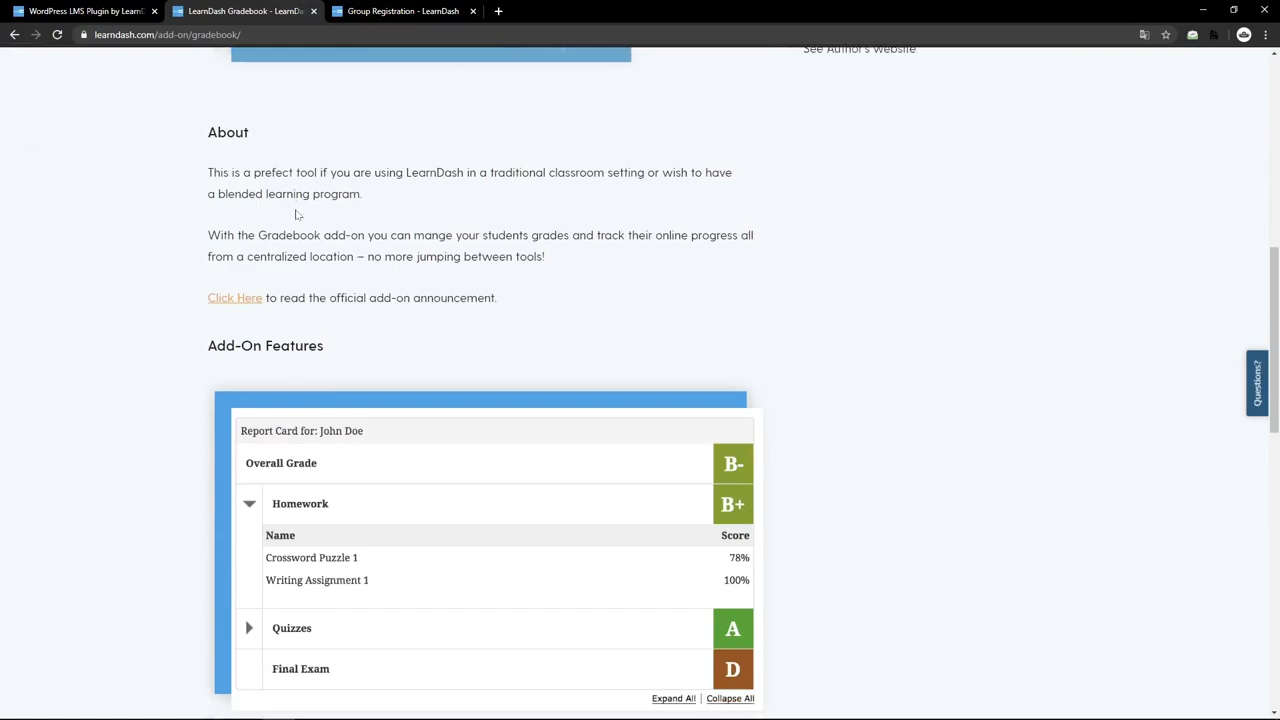 WordPress LMS Plugin by LearnD
LearnDash Gradebook - LearnDa
Group Registration - LearnDash
learndash.com/add-on/gradebook/
See Author's Website
About
This is a prefect tool if you are using LearnDash in a traditional classroom setting or wish to have
a blended learning program.
With the Gradebook add-on you can mange your students grades and track their online progress all
from a centralized location – no more jumping between tools!
Click Here to read the official add-on announcement.
Add-On Features
Report Card for: John Doe
Overall Grade B-
Homework B+
Name Score
Crossword Puzzle 1 78%
Writing Assignment 1 100%
Quizzes A
Final Exam D
Expand All | Collapse All
Questions?